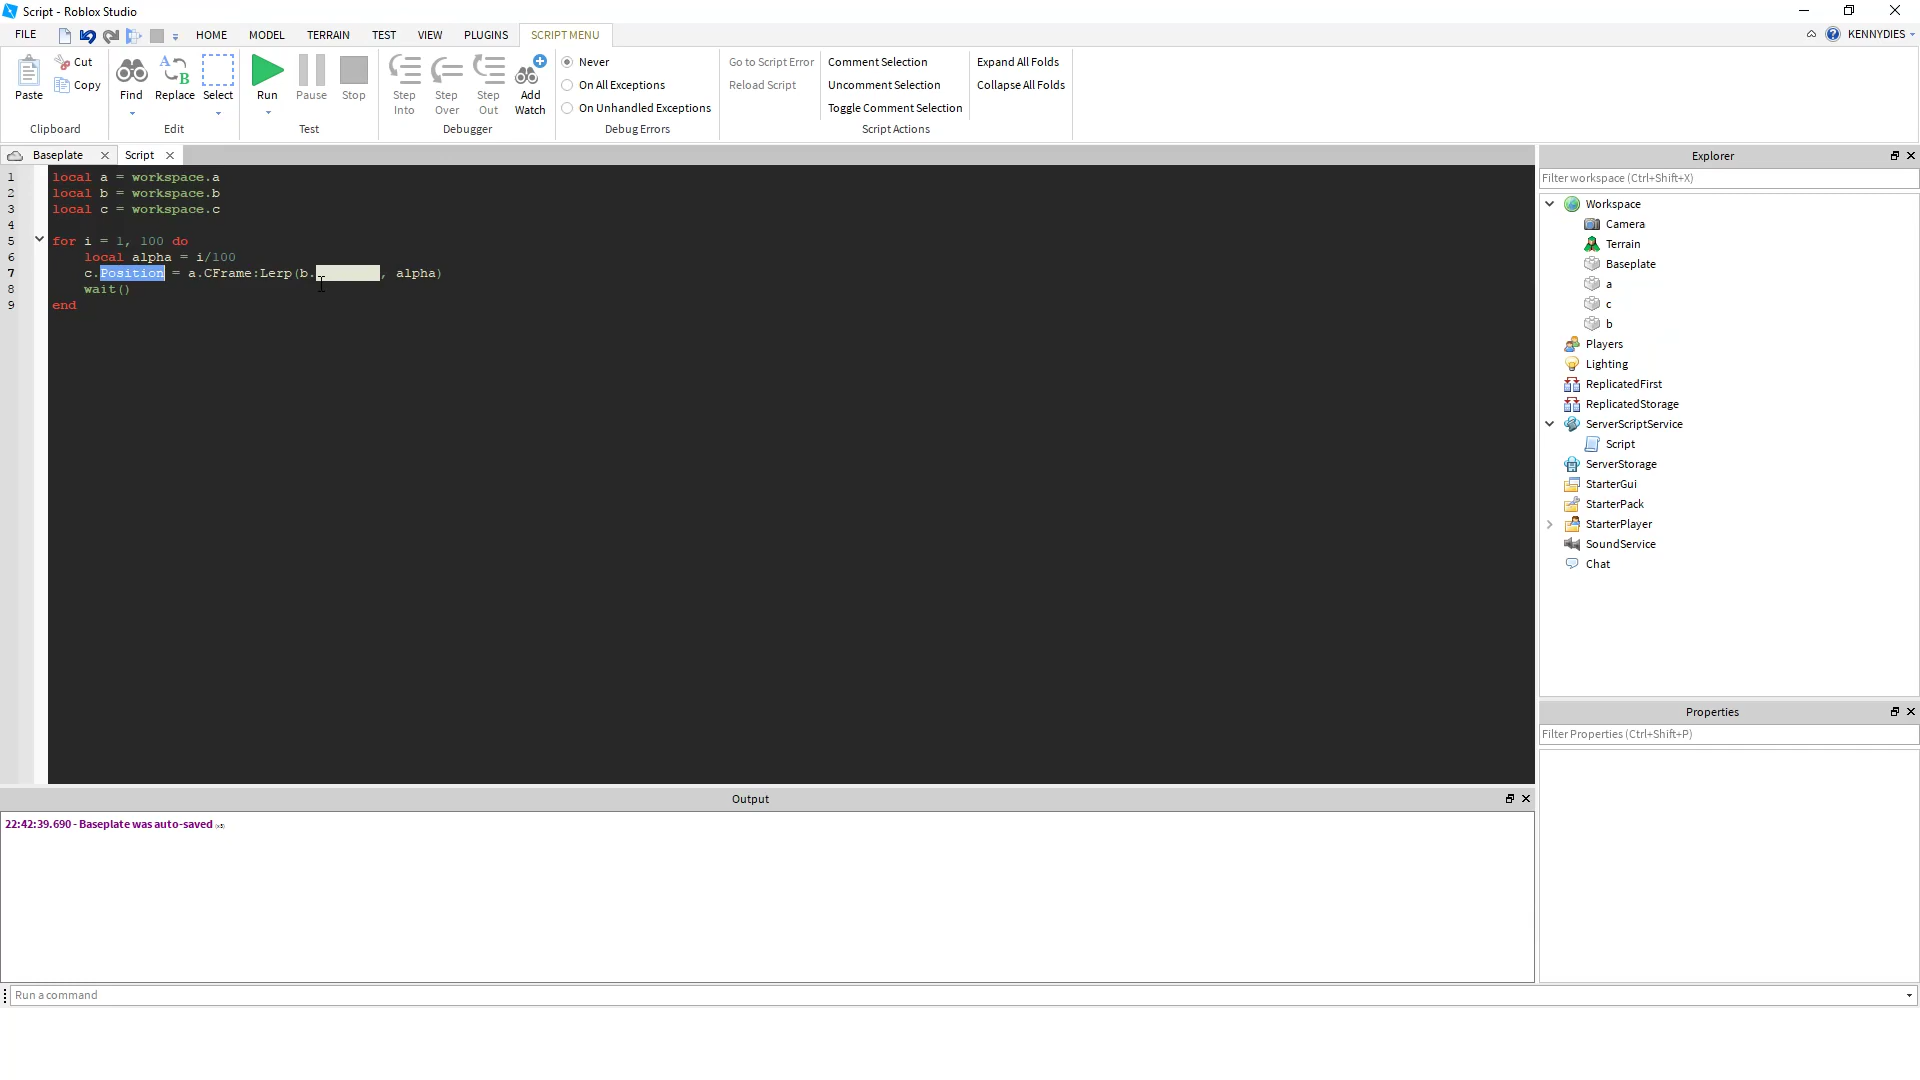 Script - Roblox Studio
FILE HOME MODEL TERRAIN TEST VIEW PLUGINS SCRIPT MENU KENNYDIES
Paste Cut Copy Find Replace Select Run Pause Stop Step Into Step Over Step Out Add Watch
Never
On All Exceptions
On Unhandled Exceptions
Go to Script Error
Reload Script
Comment Selection
Uncomment Selection
Toggle Comment Selection
Expand All Folds
Collapse All Folds
Clipboard Edit Test Debugger Debug Errors Script Actions
Baseplate Script
1 local a = workspace.a
2 local b = workspace.b
3 local c = workspace.c
4
5 for i = 1, 100 do
6 local alpha = i/100
7 c.Position = a.CFrame:Lerp(b. , alpha)
8 wait()
9 end
Explorer
Filter workspace (Ctrl+Shift+X)
Workspace
Camera
Terrain
Baseplate
a
c
b
Players
Lighting
ReplicatedFirst
ReplicatedStorage
ServerScriptService
Script
ServerStorage
StarterGui
StarterPack
StarterPlayer
SoundService
Chat
Properties
Filter Properties (Ctrl+Shift+P)
Output
22:42:39.690 - Baseplate was auto-saved
Run a command